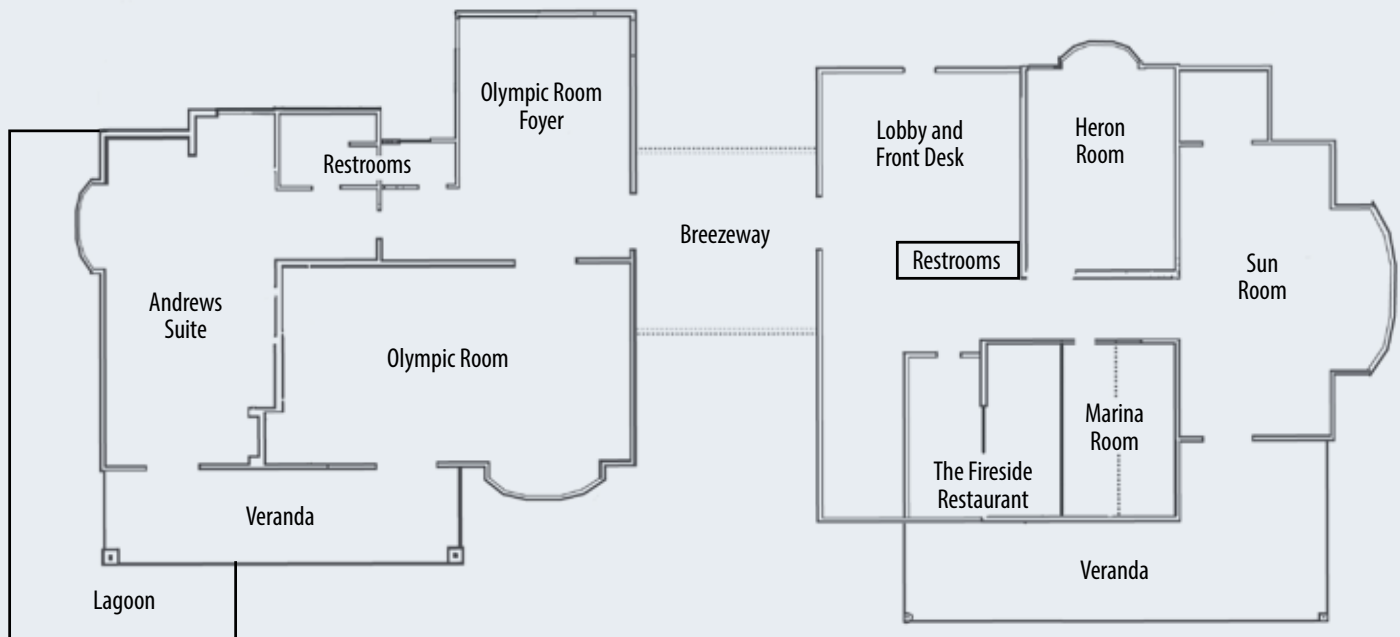 Olympic Room
Foyer
Restrooms
Andrews
Suite
Olympic Room
Veranda
Lagoon
Breezeway
Lobby and
Front Desk
Heron
Room
Restrooms
Sun
Room
Marina
Room
The Fireside
Restaurant
Veranda